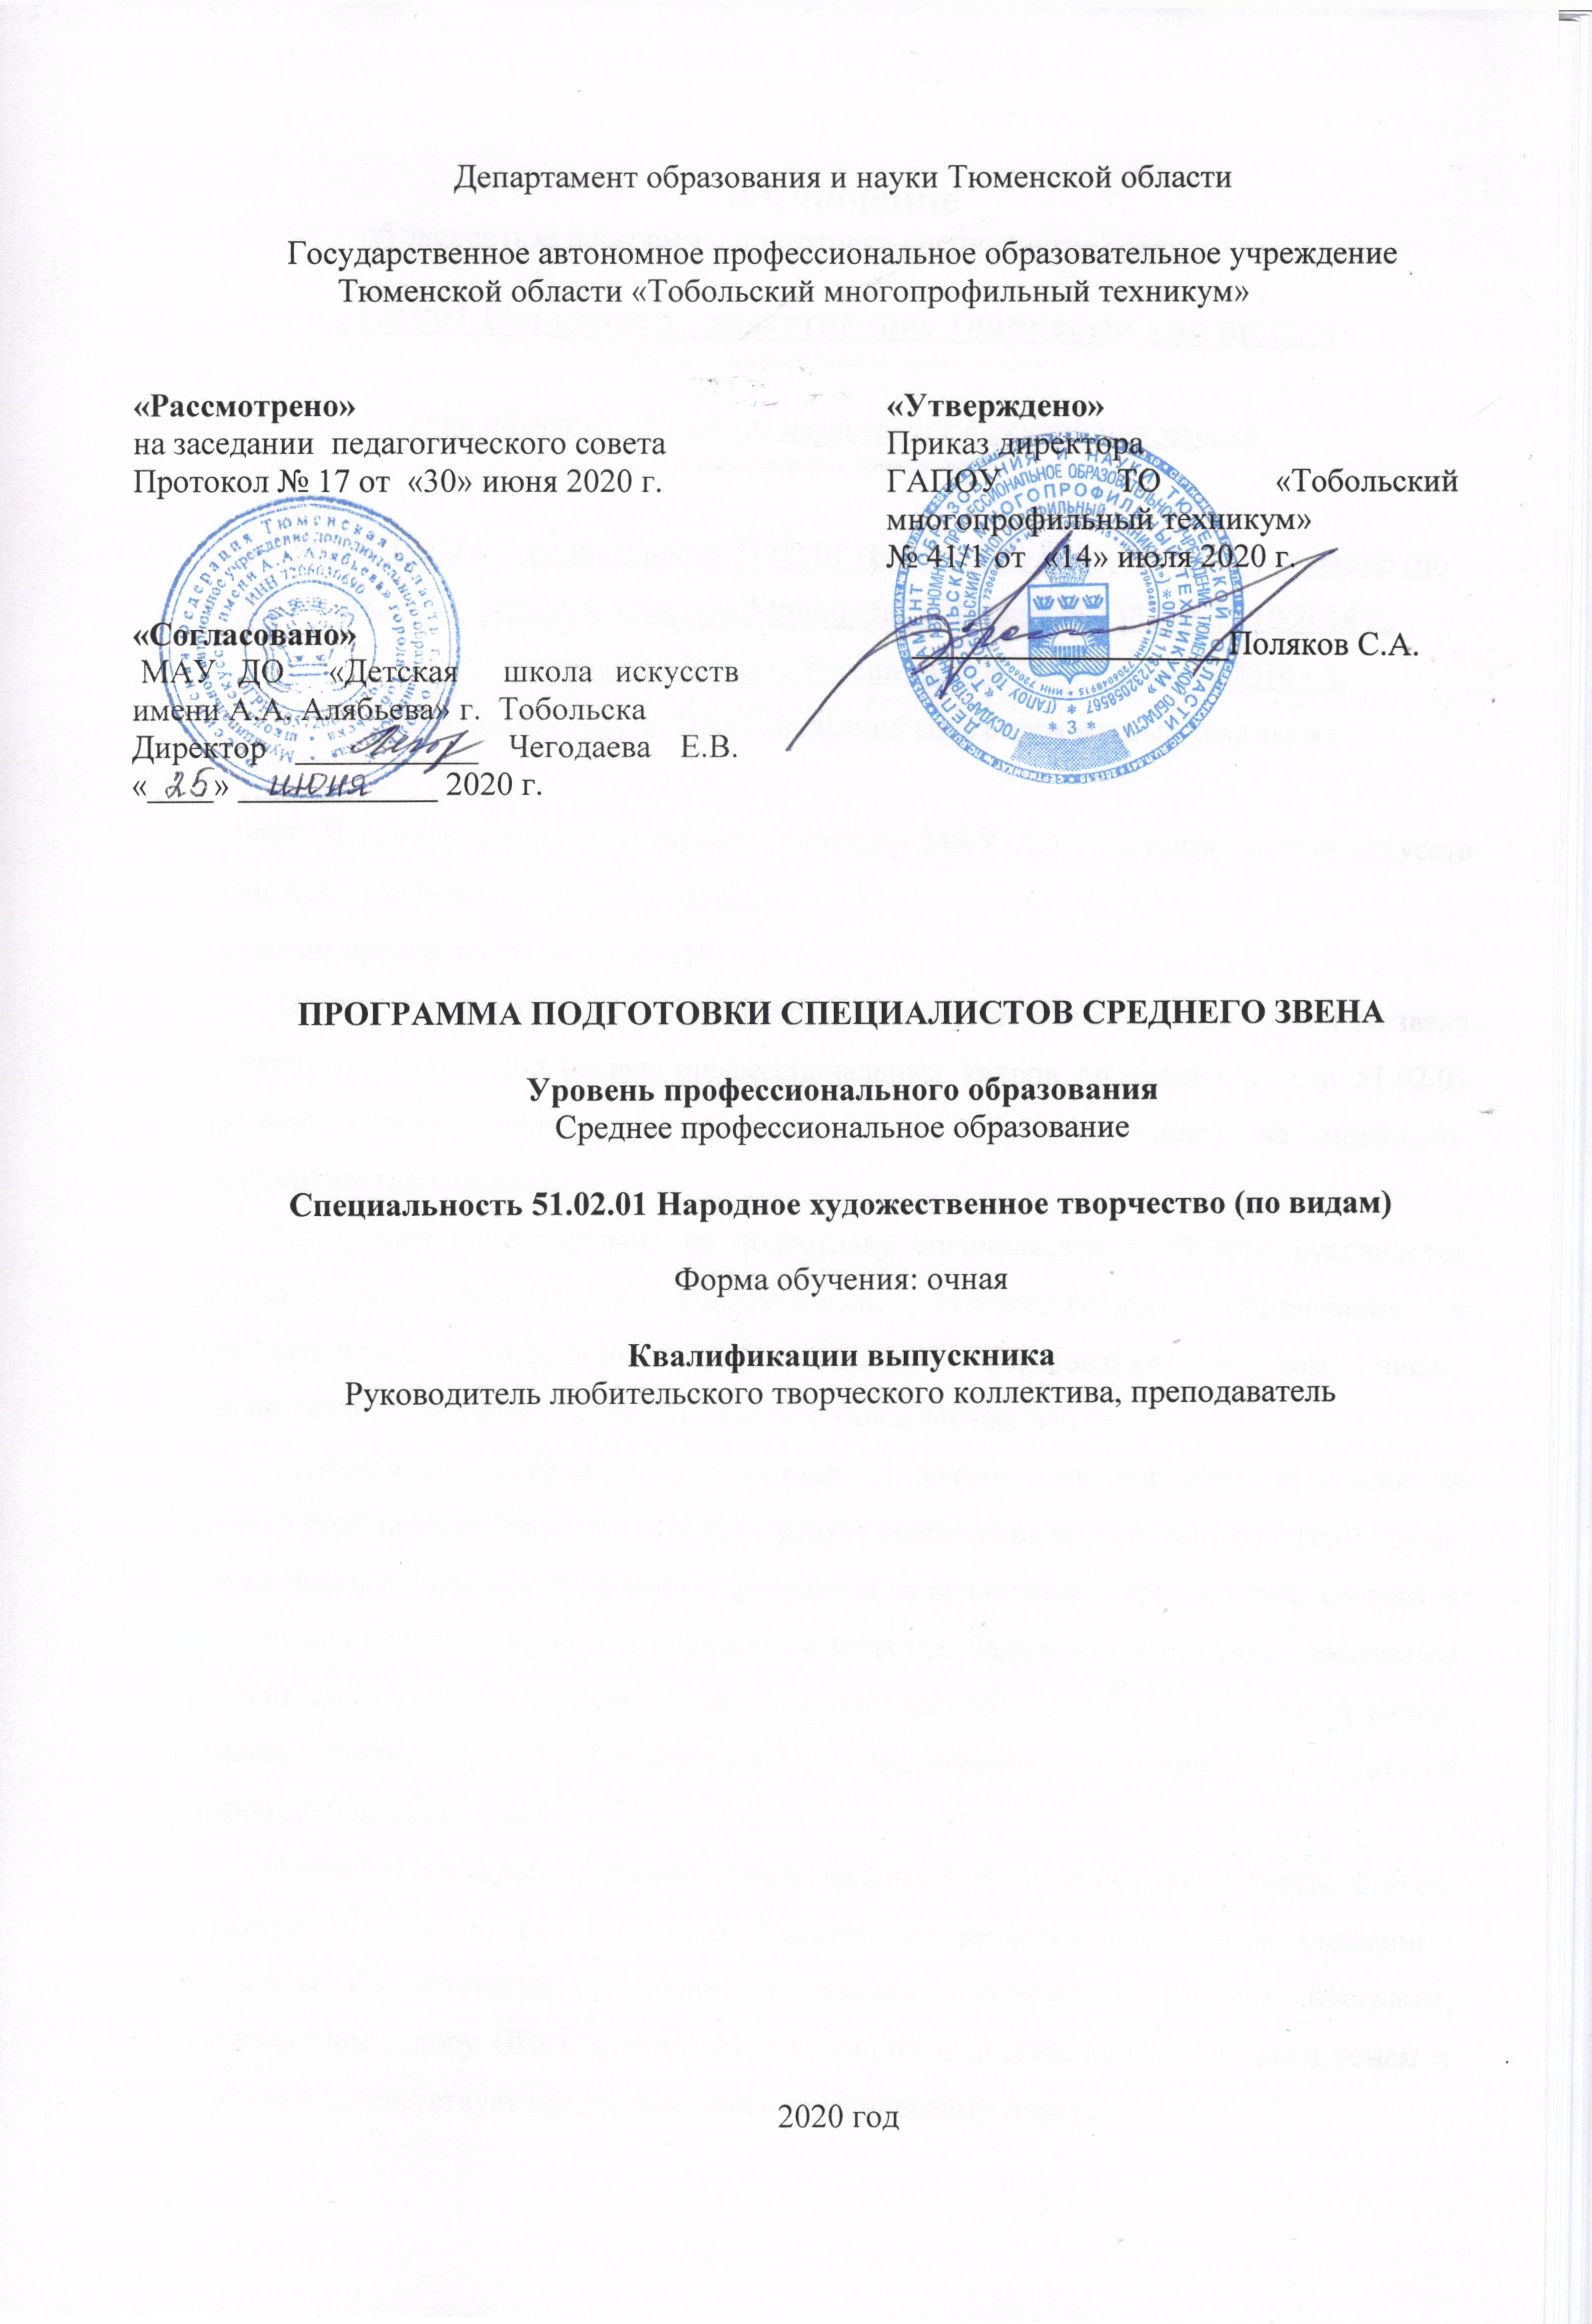 Департамент образования и науки Тюменской области
Государственное автономное профессиональное образовательное учреждение
Тюменской области «Тобольский многопрофильный техникум»
«Рассмотрено»
на заседании педагогического совета
Протокол № 17 от «30» июня 2020 г.
«Согласовано»
МАУ ДО «Детская школа искусств
имени А.А. Алябьева» г. Тобольска
Директор ____________ Чегодаева Е.В.
«25» июня 2020 г.
«Утверждено»
Приказ директора
ГАПОУ ТО «Тобольский
многопрофильный техникум»
№ 41/1 от «14» июля 2020 г.
____________________Поляков С.А.
ПРОГРАММА ПОДГОТОВКИ СПЕЦИАЛИСТОВ СРЕДНЕГО ЗВЕНА
Уровень профессионального образования
Среднее профессиональное образование
Специальность 51.02.01 Народное художественное творчество (по видам)
Форма обучения: очная
Квалификации выпускника
Руководитель любительского творческого коллектива, преподаватель
2020 год